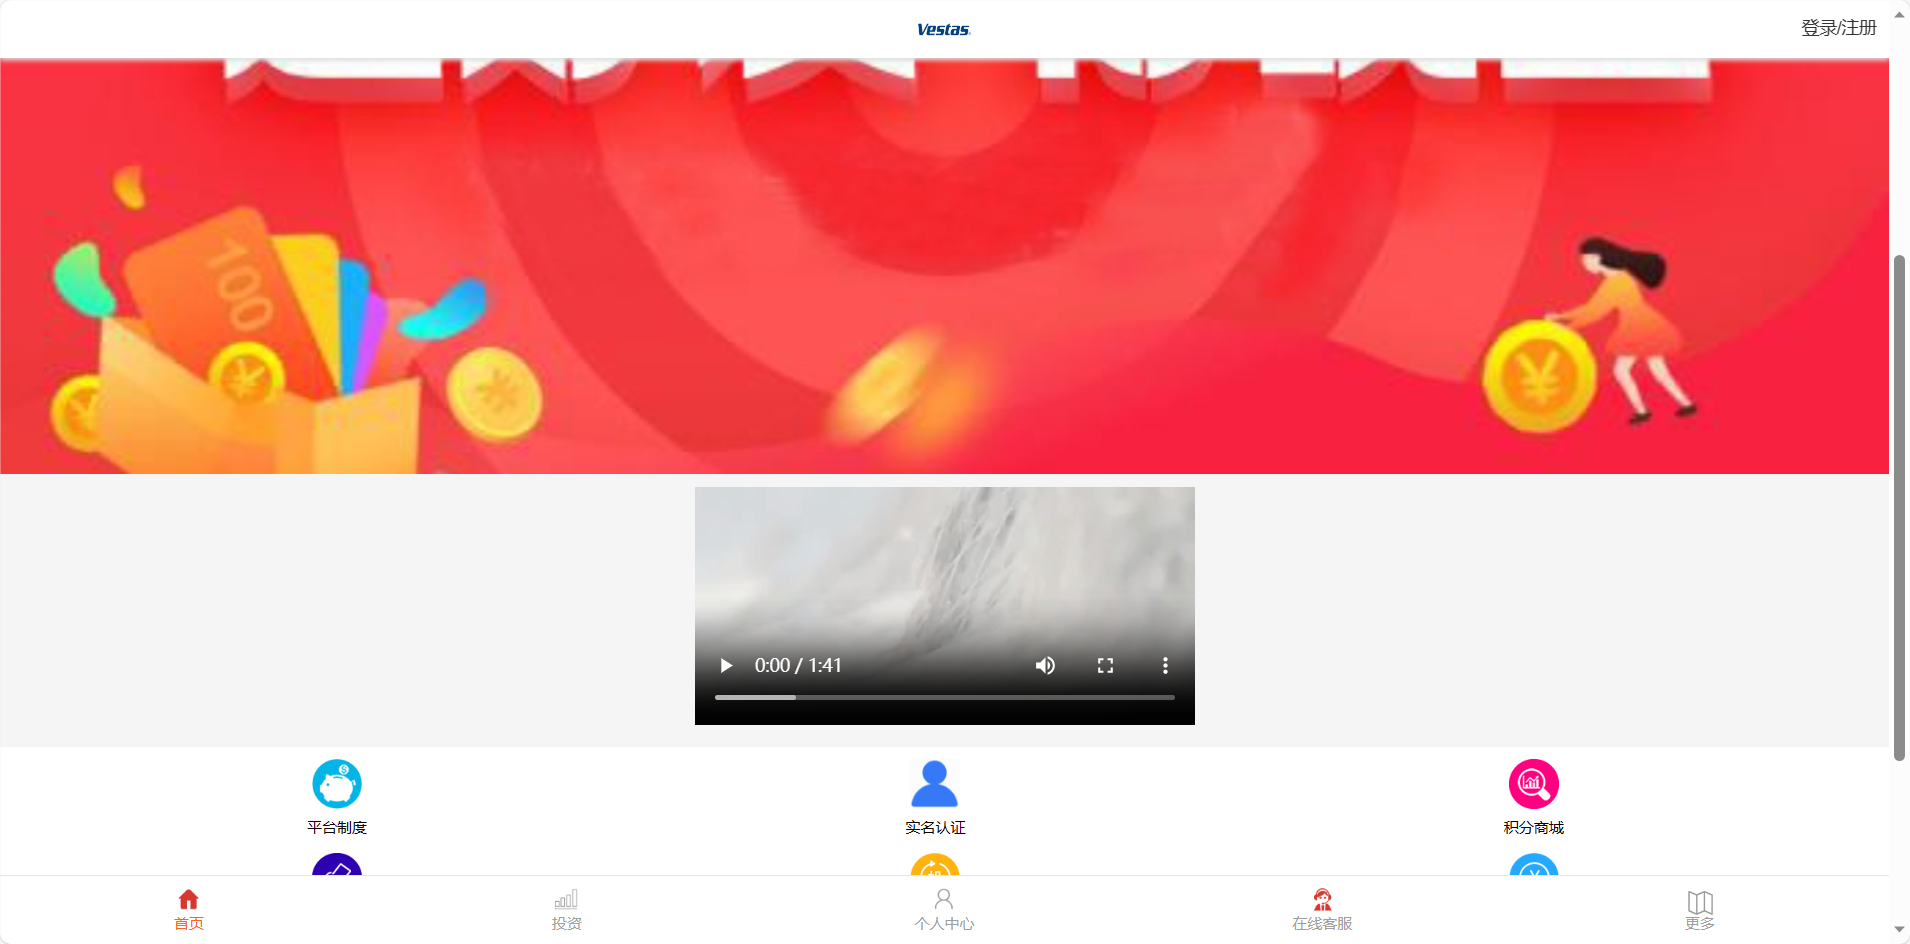 Vestas
登录/注册
100
0:00 / 1:41
平台制度
实名认证
积分商城
首页
投资
个人中心
在线客服
更多